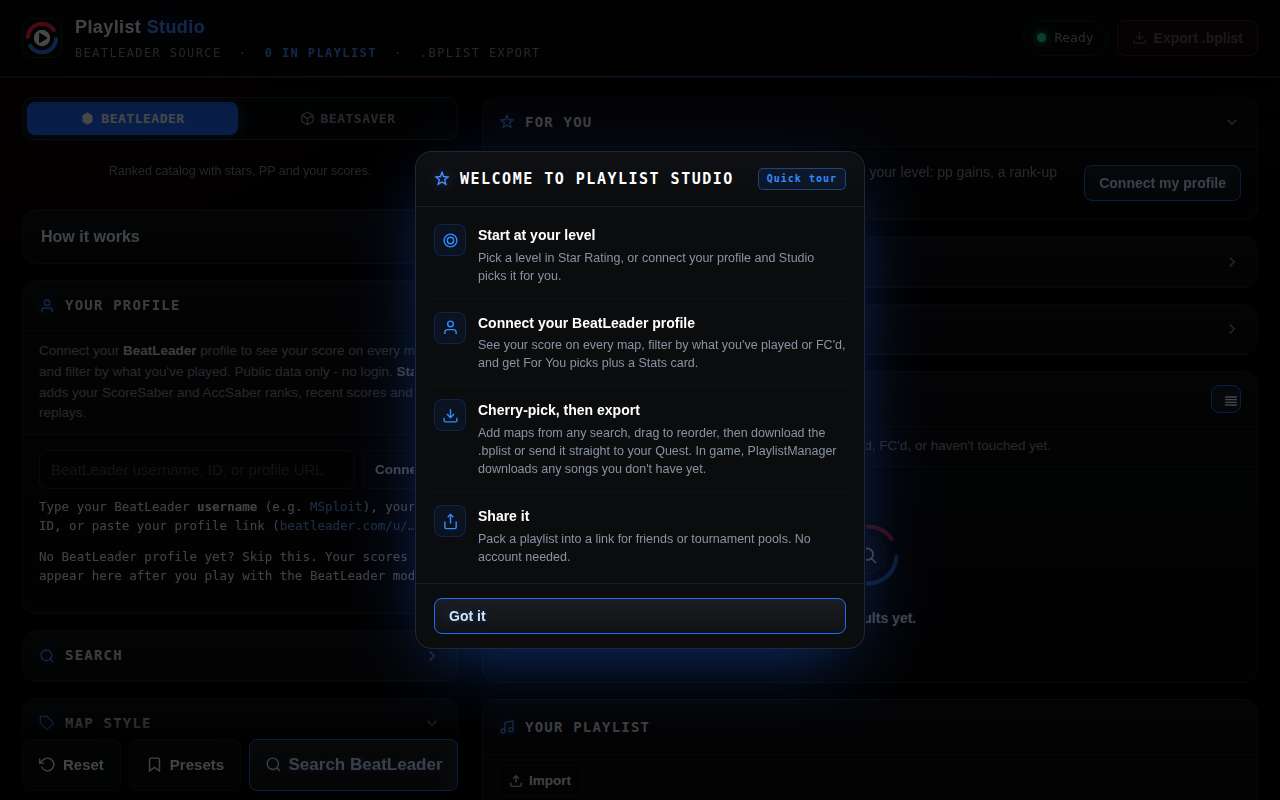 Playlist Studio
BEATLEADER SOURCE · 0 IN PLAYLIST · .BPLIST EXPORT
Ready
Export .bplist
BEATLEADER
BEATSAVER
Ranked catalog with stars, PP and your scores.
How it works
YOUR PROFILE
Connect your BeatLeader profile to see your score on every m
and filter by what you've played. Public data only - no login. Sta
adds your ScoreSaber and AccSaber ranks, recent scores and
replays.
BeatLeader username, ID, or profile URL
Conne
Type your BeatLeader username (e.g. MSploit), your
ID, or paste your profile link (beatleader.com/u/…
No BeatLeader profile yet? Skip this. Your scores
appear here after you play with the BeatLeader mod
SEARCH
MAP STYLE
Reset
Presets
Search BeatLeader
FOR YOU
your level: pp gains, a rank-up
Connect my profile
d, FC'd, or haven't touched yet.
ults yet.
YOUR PLAYLIST
Import
WELCOME TO PLAYLIST STUDIO
Quick tour
Start at your level
Pick a level in Star Rating, or connect your profile and Studio
picks it for you.
Connect your BeatLeader profile
See your score on every map, filter by what you've played or FC'd,
and get For You picks plus a Stats card.
Cherry-pick, then export
Add maps from any search, drag to reorder, then download the
.bplist or send it straight to your Quest. In game, PlaylistManager
downloads any songs you don't have yet.
Share it
Pack a playlist into a link for friends or tournament pools. No
account needed.
Got it